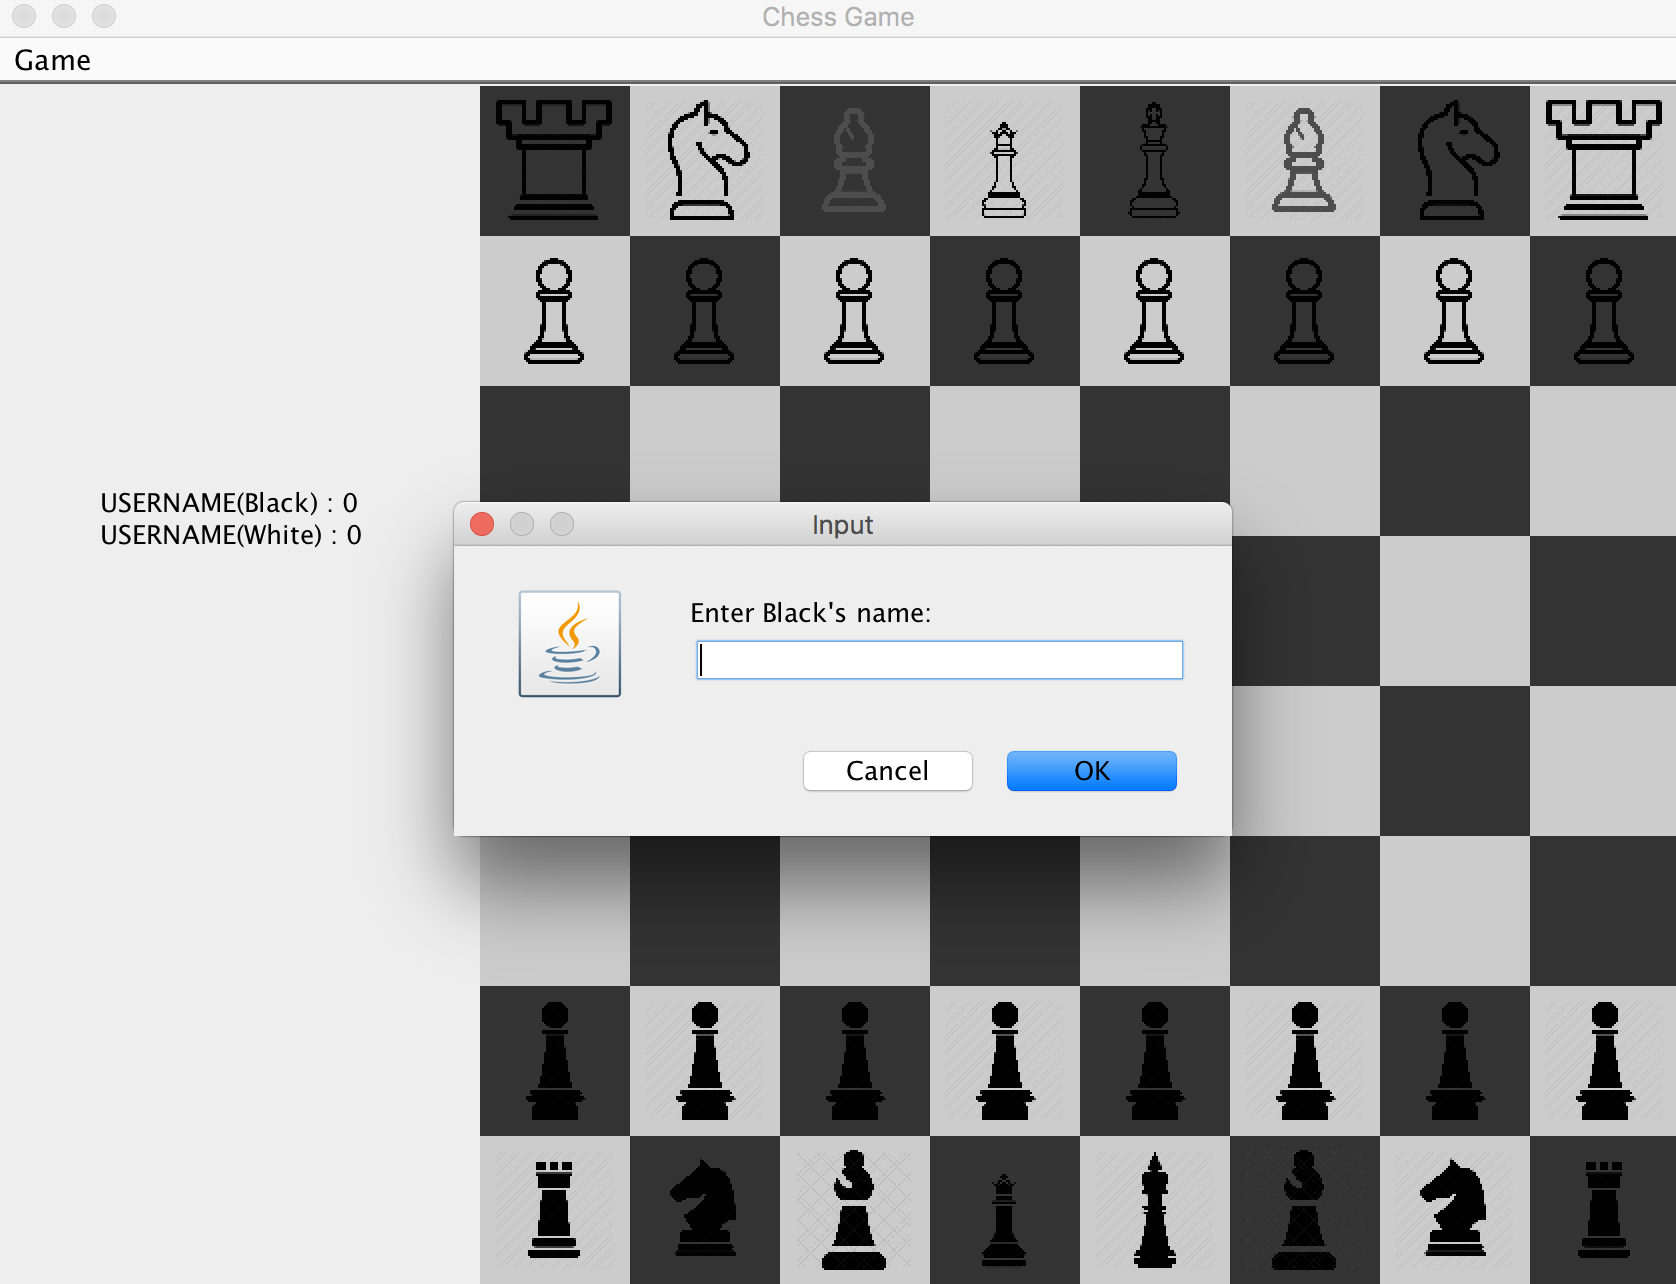 Chess Game
Game
USERNAME(Black) : 0
USERNAME(White) : 0
Input
Enter Black's name:
Cancel
OK